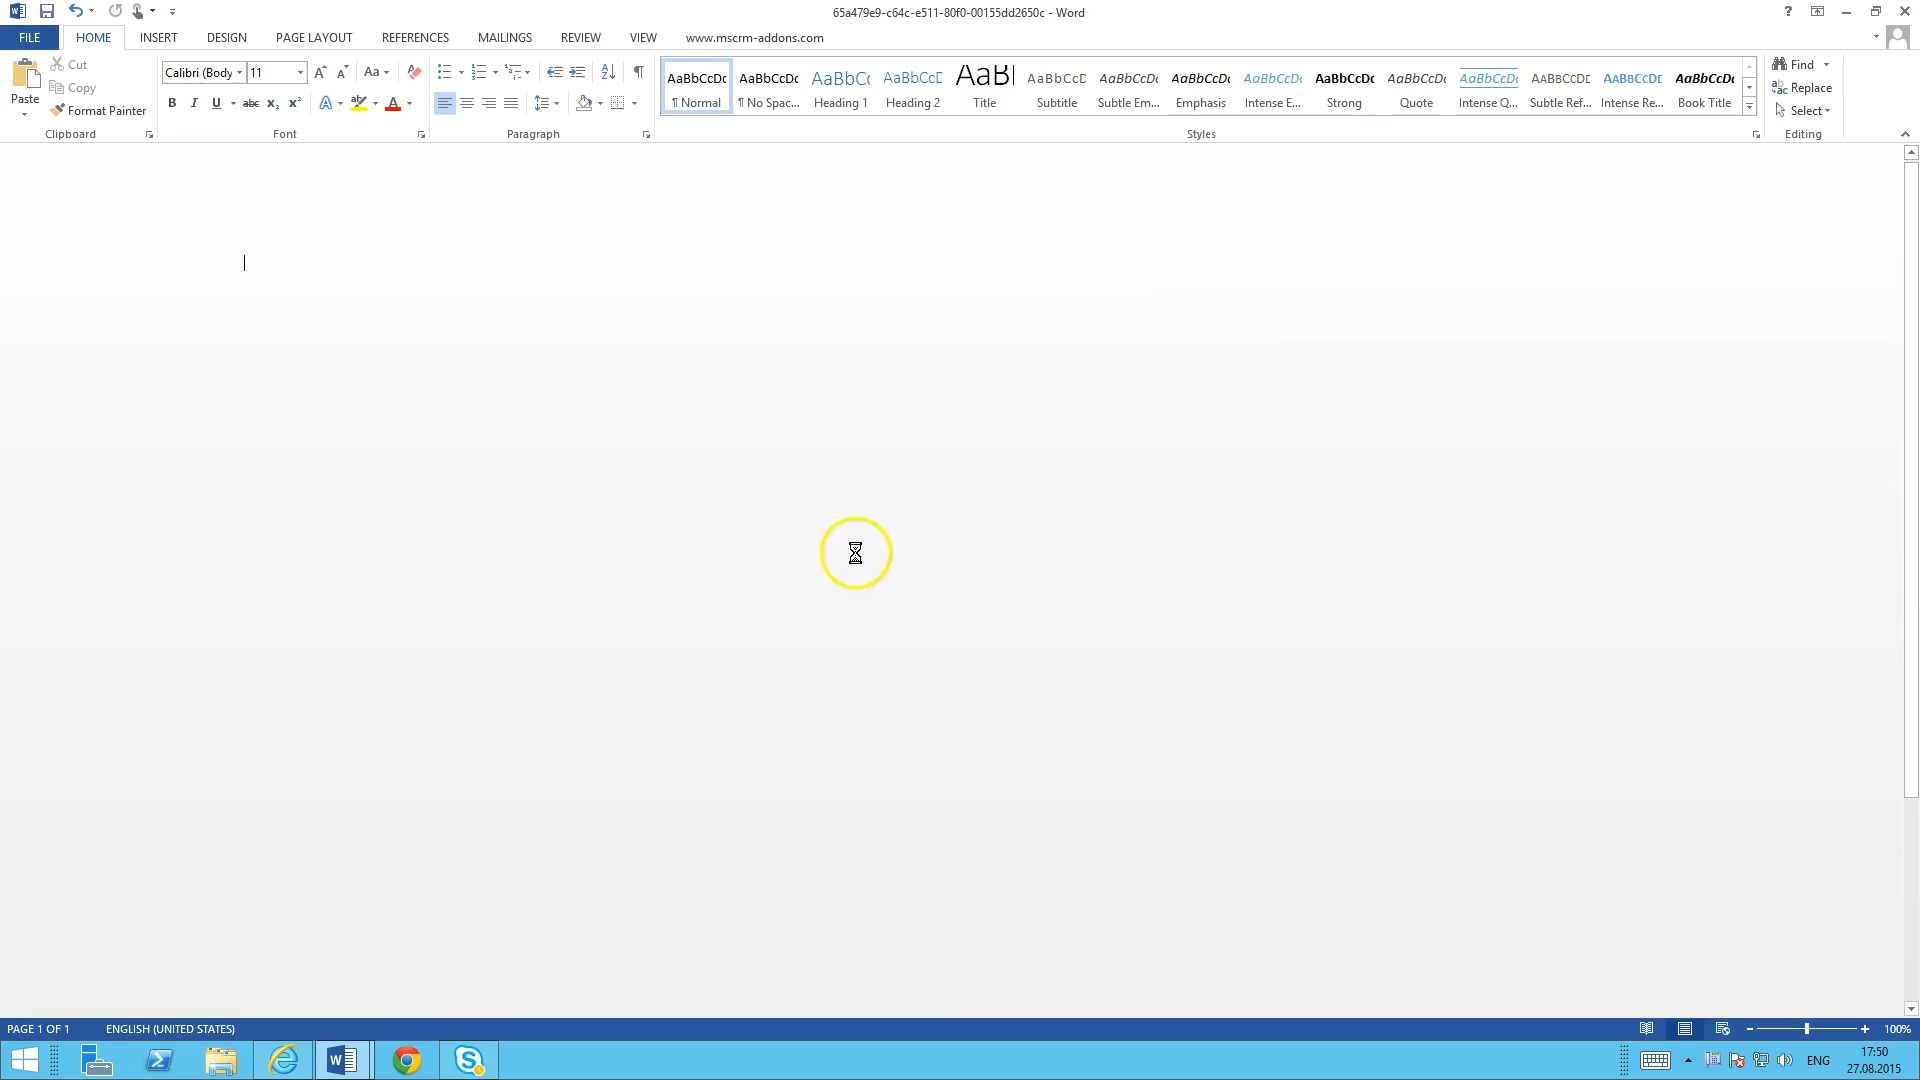 65a479e9-c64c-e511-80f0-00155dd2650c - Word
FILE HOME INSERT DESIGN PAGE LAYOUT REFERENCES MAILINGS REVIEW VIEW www.mscrm-addons.com
Paste
Cut
Copy
Format Painter
Clipboard
Calibri (Body 11
Font
Paragraph
AaBbCcDc AaBbCcDc AaBbC AaBbCcD AaB AaBbCcD AaBbCcDc AaBbCcDc AaBbCcDc AaBbCcDc AaBbCcDc AaBbCcDc AABBCCDE AABBCCDE AaBbCcDc
¶ Normal ¶ No Spac... Heading 1 Heading 2 Title Subtitle Subtle Em... Emphasis Intense E... Strong Quote Intense Q... Subtle Ref... Intense Re... Book Title
Styles
Find
Replace
Select
Editing
PAGE 1 OF 1 ENGLISH (UNITED STATES) 100%
ENG
17:50
27.08.2015